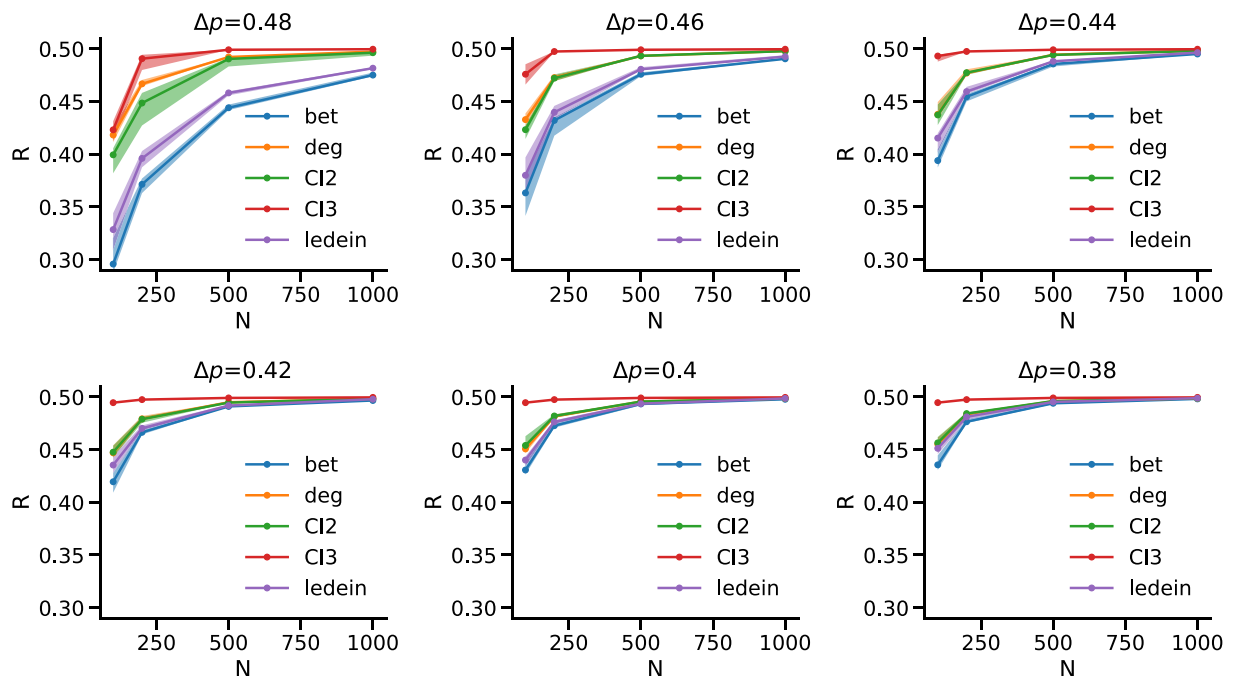 Δp=0.48
0.50
0.45
0.40
0.35
0.30
R
bet
deg
CI2
CI3
ledein
250
500
750
1000
N
Δp=0.46
0.50
0.45
0.40
0.35
0.30
R
bet
deg
CI2
CI3
ledein
250
500
750
1000
N
Δp=0.44
0.50
0.45
0.40
0.35
0.30
R
bet
deg
CI2
CI3
ledein
250
500
750
1000
N
Δp=0.42
0.50
0.45
0.40
0.35
0.30
R
bet
deg
CI2
CI3
ledein
250
500
750
1000
N
Δp=0.4
0.50
0.45
0.40
0.35
0.30
R
bet
deg
CI2
CI3
ledein
250
500
750
1000
N
Δp=0.38
0.50
0.45
0.40
0.35
0.30
R
bet
deg
CI2
CI3
ledein
250
500
750
1000
N